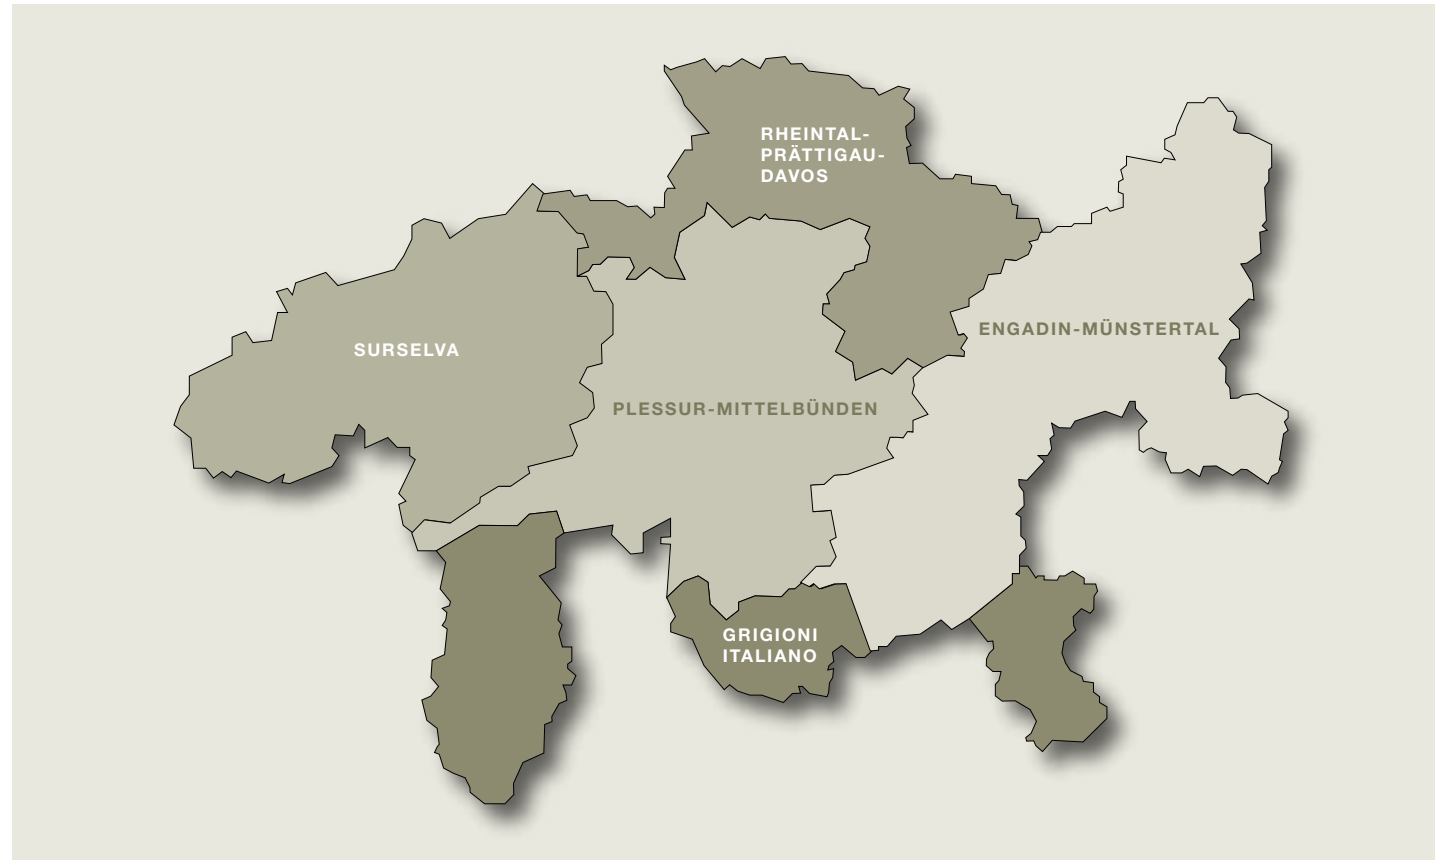 RHEINTAL-
PRÄTTIGAU-
DAVOS
ENGADIN-MÜNSTERTAL
SURSELVA
PLESSUR-MITTELBÜNDEN
GRIGIONI
ITALIANO